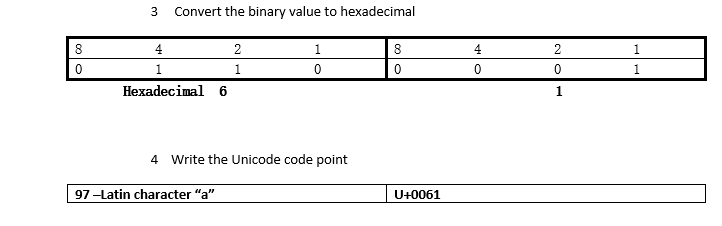 3 Convert the binary value to hexadecimal
8 4 2 1 8 4 2 1
0 1 1 0 0 0 0 1
Hexadecimal 6 1
4 Write the Unicode code point
97 –Latin character “a” U+0061